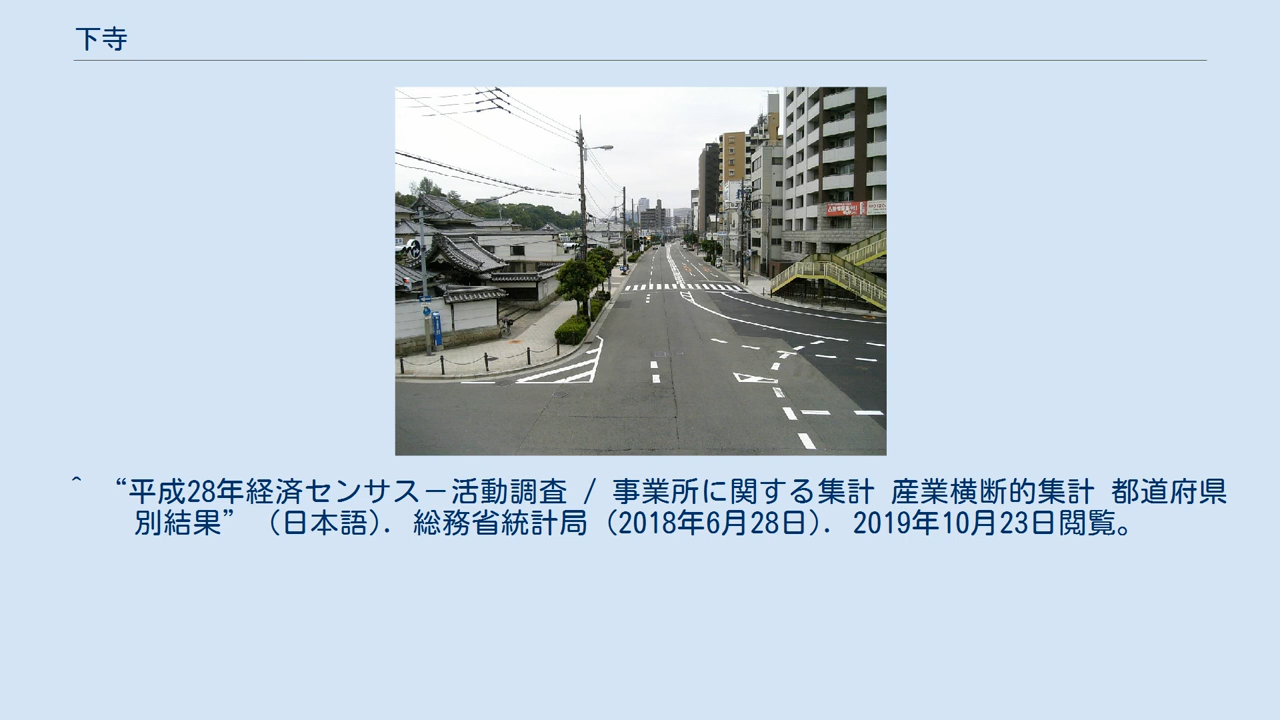 下寺
^ “平成28年経済センサス－活動調査 / 事業所に関する集計 産業横断的集計 都道府県
別結果” (日本語). 総務省統計局 (2018年6月28日). 2019年10月23日閲覧。